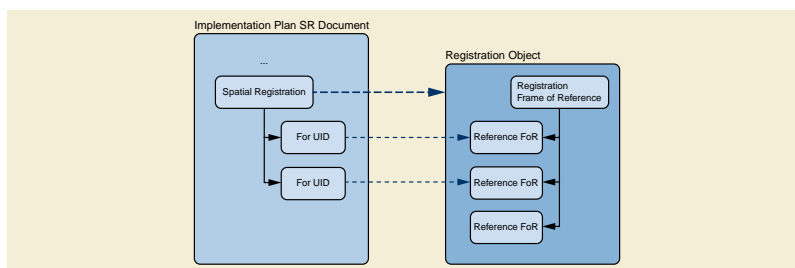 Implementation Plan SR Document
...
Spatial Registration
For UID
For UID
Registration Object
Registration
Frame of Reference
Reference FoR
Reference FoR
Reference FoR